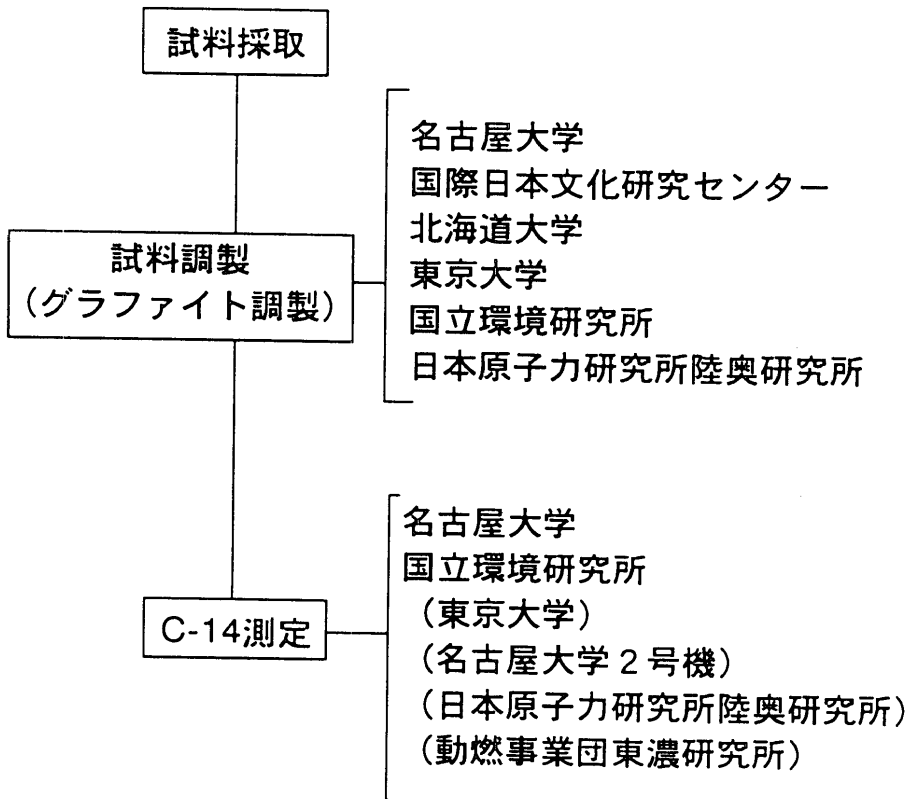 試料採取
名古屋大学
国際日本文化研究センター
北海道大学
東京大学
国立環境研究所
日本原子力研究所陸奥研究所
試料調製
（グラファイト調製）
名古屋大学
国立環境研究所
（東京大学）
（名古屋大学２号機）
（日本原子力研究所陸奥研究所）
（動燃事業団東濃研究所）
C-14測定